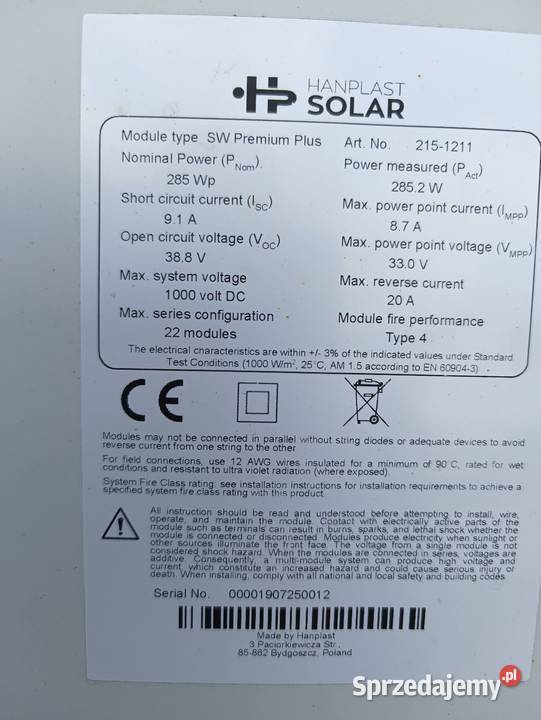 HANPLAST
SOLAR
Module type SW Premium Plus Art. No. 215-1211
Nominal Power (PNom). Power measured (PAct)
285 Wp 285.2 W
Short circuit current (ISC) Max. power point current (IMPP)
9.1 A 8.7 A
Open circuit voltage (VOC) Max. power point voltage (VMPP)
38.8 V 33.0 V
Max. system voltage Max. reverse current
1000 volt DC 20 A
Max. series configuration Module fire performance
22 modules Type 4
The electrical characteristics are within +/- 3% of the indicated values under Standard
Test Conditions (1000 W/m², 25°C, AM 1.5 according to EN 60904-3)
CE
Modules may not be connected in parallel without string diodes or adequate devices to avoid
reverse current from one string to the other
For field connections, use 12 AWG wires insulated for a minimum of 90°C, rated for wet
conditions and resistant to ultra violet radiation (where exposed).
System Fire Class rating: see installation instructions for installation requirements to achieve a
specified system fire class rating with this product.
All instruction should be read and understood before attempting to install, wire,
operate, and maintain the module. Contact with electrically active parts of the
module such as terminals can result in burns, sparks, and lethal shock whether the
module is connected or disconnected. Modules produce electricity when sunlight or
other sources illuminate the front face. The voltage from a single module is not
considered shock hazard. When the modules are connected in series, voltages are
additive. Consequently, a multi-module system can produce high voltage and
current, which constitute an increased hazard and could cause serious injury or
death. When installing, comply with all national and local safety and building codes.
Serial No. 00001907250012
Made by Hanplast
3 Paciorkiewicza Str.,
85-862 Bydgoszcz, Poland
Sprzedajemy.pl